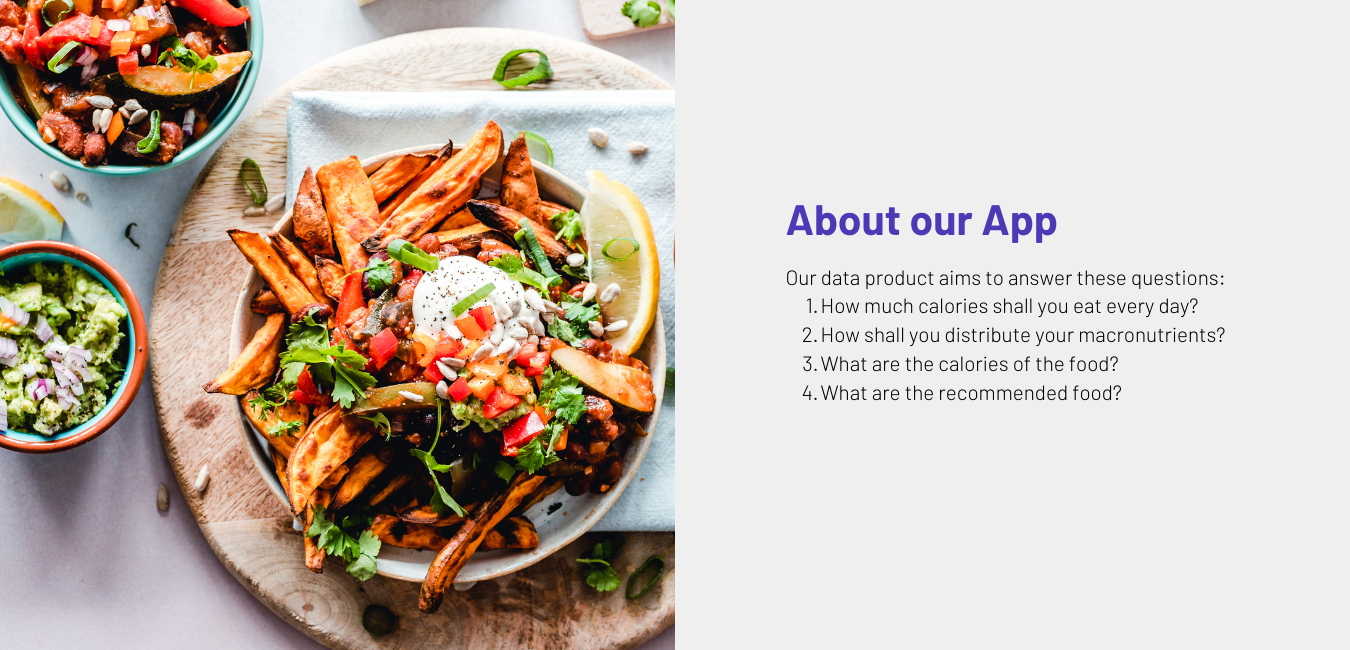 About our App
Our data product aims to answer these questions:
1. How much calories shall you eat every day?
2. How shall you distribute your macronutrients?
3. What are the calories of the food?
4. What are the recommended food?